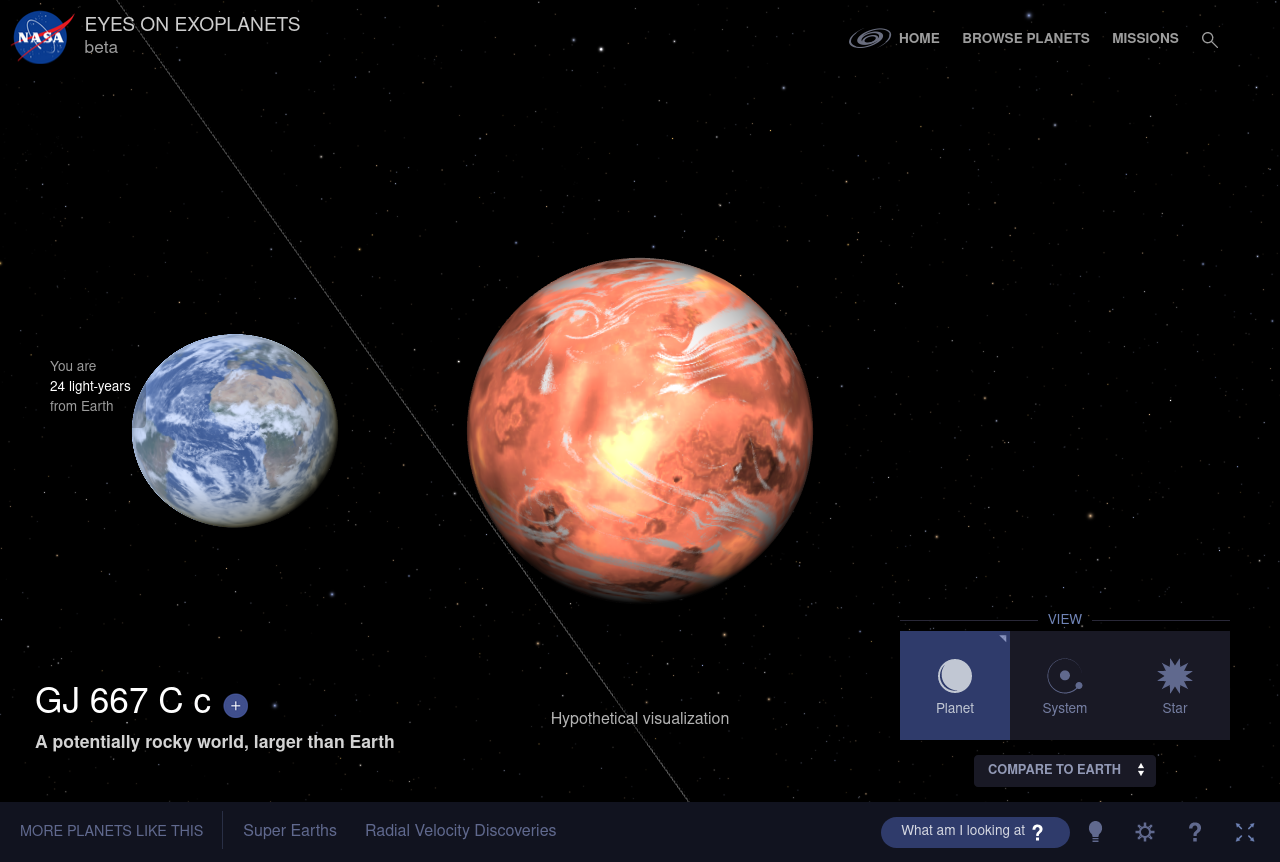 NASA
EYES ON EXOPLANETS
beta
HOME
BROWSE PLANETS
MISSIONS
You are
24 light-years
from Earth
GJ 667 C c +
A potentially rocky world, larger than Earth
Hypothetical visualization
VIEW
Planet
System
Star
COMPARE TO EARTH
MORE PLANETS LIKE THIS
Super Earths
Radial Velocity Discoveries
What am I looking at ?
?